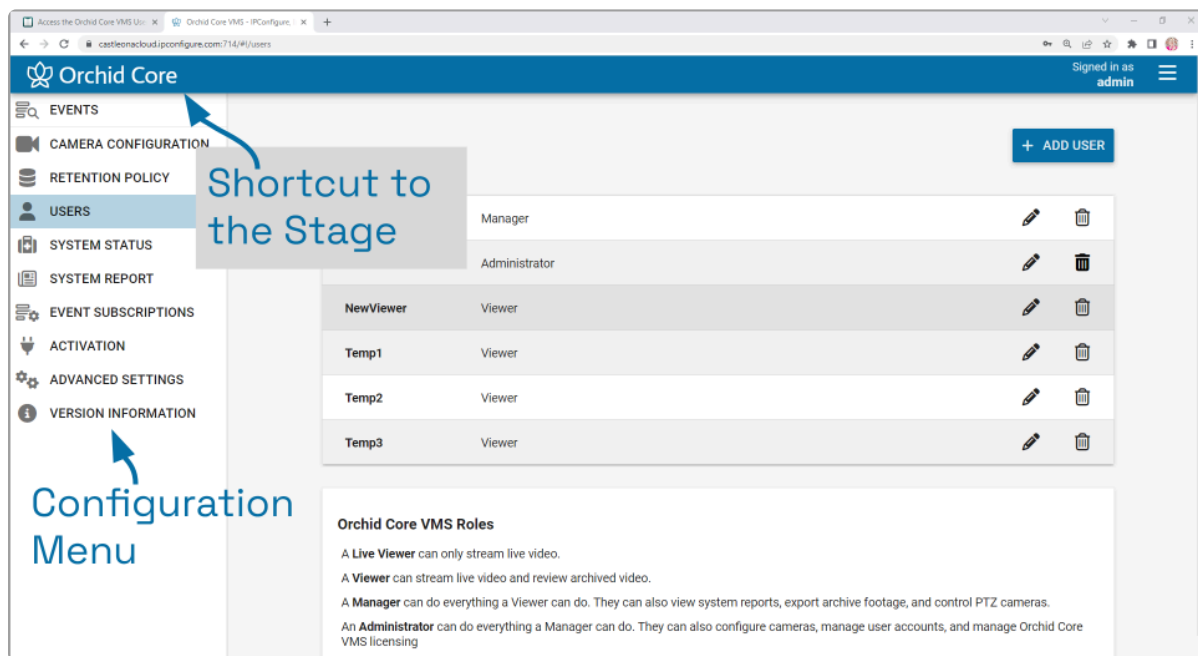 Access the Orchid Core VMS Use
Orchid Core VMS - IPConfigure,
castleonacloud.ipconfigure.com:714/#!/users
Orchid Core
Signed in as
admin
EVENTS
CAMERA CONFIGURATION
RETENTION POLICY
USERS
SYSTEM STATUS
SYSTEM REPORT
EVENT SUBSCRIPTIONS
ACTIVATION
ADVANCED SETTINGS
VERSION INFORMATION
Shortcut to
the Stage
Configuration
Menu
+ ADD USER
Manager
Administrator
NewViewer Viewer
Temp1 Viewer
Temp2 Viewer
Temp3 Viewer
Orchid Core VMS Roles
A Live Viewer can only stream live video.
A Viewer can stream live video and review archived video.
A Manager can do everything a Viewer can do. They can also view system reports, export archive footage, and control PTZ cameras.
An Administrator can do everything a Manager can do. They can also configure cameras, manage user accounts, and manage Orchid Core
VMS licensing